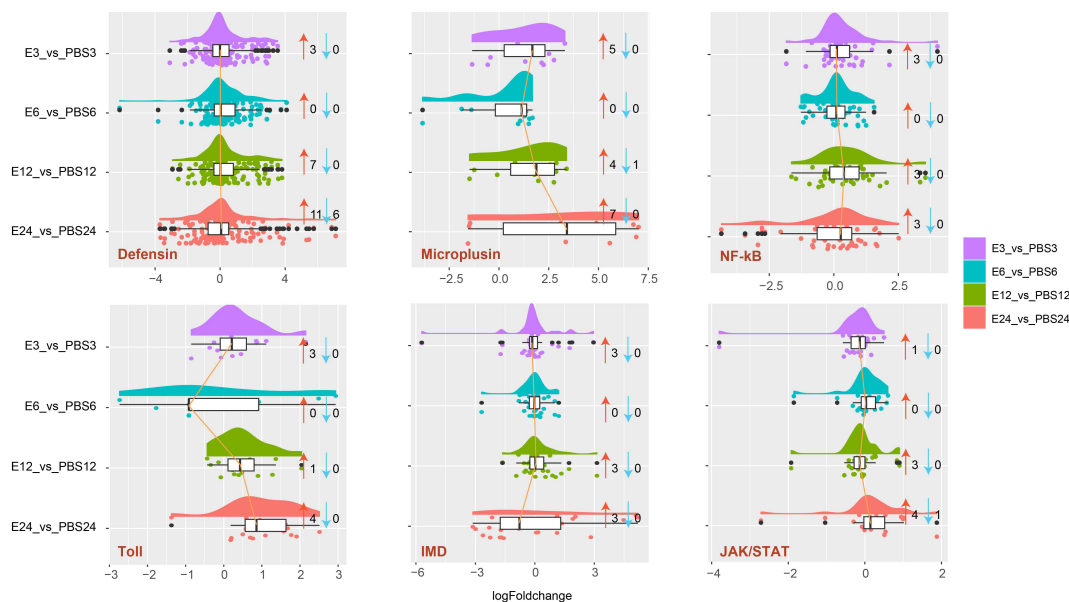 E3_vs_PBS3
3 0
5 0
3 0
E6_vs_PBS6
0 0
0 0
0 0
E12_vs_PBS12
7 0
4 1
3 0
E24_vs_PBS24
11 6
7 0
3 0
Defensin
Microplusin
NF-kB
−4 0 4
−2.5 0.0 2.5 5.0 7.5
−2.5 0.0 2.5
E3_vs_PBS3
E6_vs_PBS6
E12_vs_PBS12
E24_vs_PBS24
E3_vs_PBS3
3 0
3 0
1 0
E6_vs_PBS6
0 0
0 0
0 0
E12_vs_PBS12
1 0
3 0
3 0
E24_vs_PBS24
4 0
3 0
4 1
Toll
IMD
JAK/STAT
−3 −2 −1 0 1 2 3
−6 −3 0 3
−4 −2 0 2
logFoldchange